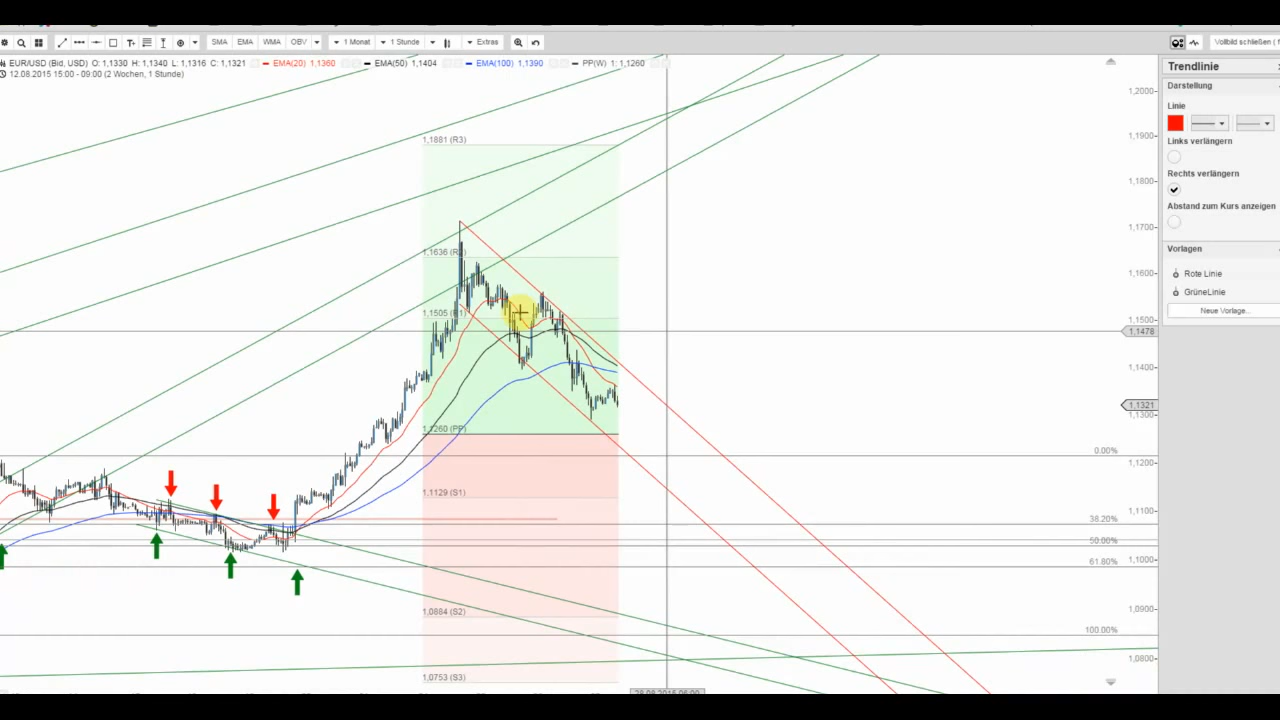 SMA EMA WMA OBV 1 Monat 1 Stunde Extras Vollbild schließen (
EUR/USD (Bid, USD) O: 1,1330 H: 1,1340 L: 1,1316 C: 1,1321 EMA(20) 1,1360 EMA(50) 1,1404 EMA(100) 1,1390 PP(W) 1: 1,1260
12.08.2015 15:00 - 09:00 (2 Wochen, 1 Stunde)
Trendlinie
Darstellung
Linie
Links verlängern
Rechts verlängern
Abstand zum Kurs anzeigen
Vorlagen
Rote Linie
GrüneLinie
Neue Vorlage...
1,2000
1,1900
1,1800
1,1700
1,1600
1,1500
1,1478
1,1400
1,1321
1,1300
1,1200
1,1100
1,1000
1,0900
1,0800
1,1881 (R3)
1,1636 (R2)
1,1505 (R1)
1,1260 (PP)
1,1129 (S1)
1,0884 (S2)
1,0753 (S3)
0.00%
38.20%
50.00%
61.80%
100.00%
28.08.2015 06:00